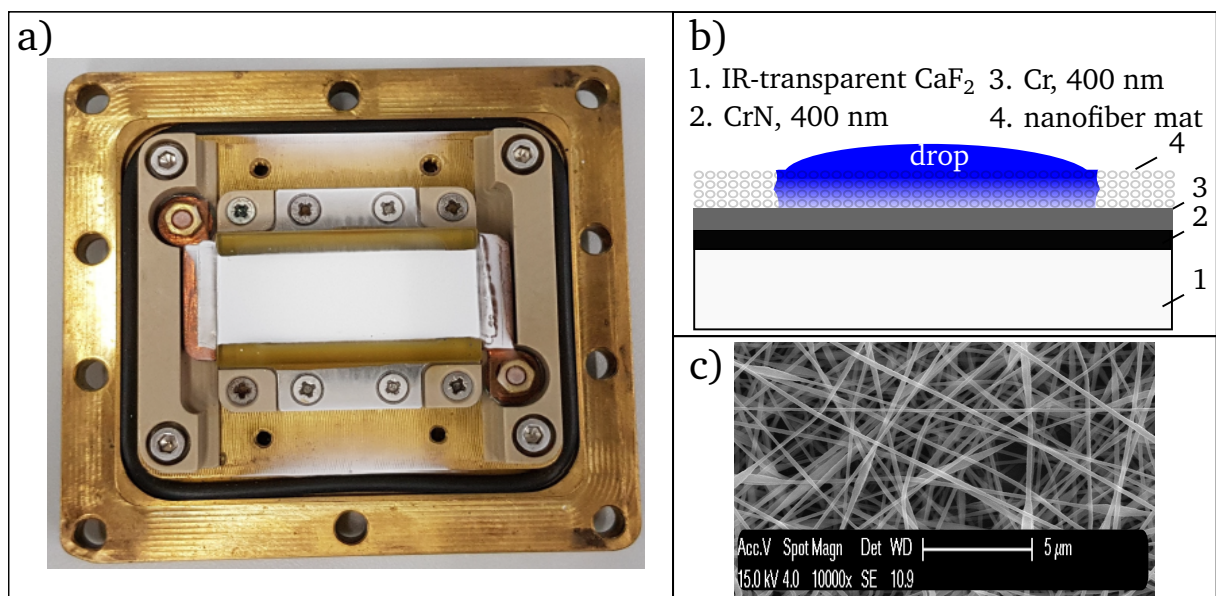 a)
b)
1. IR-transparent CaF₂ 3. Cr, 400 nm
2. CrN, 400 nm 4. nanofiber mat
drop
4
3
2
1
c)
Acc.V Spot Magn Det WD 5 µm
15.0 kV 4.0 10000x SE 10.9